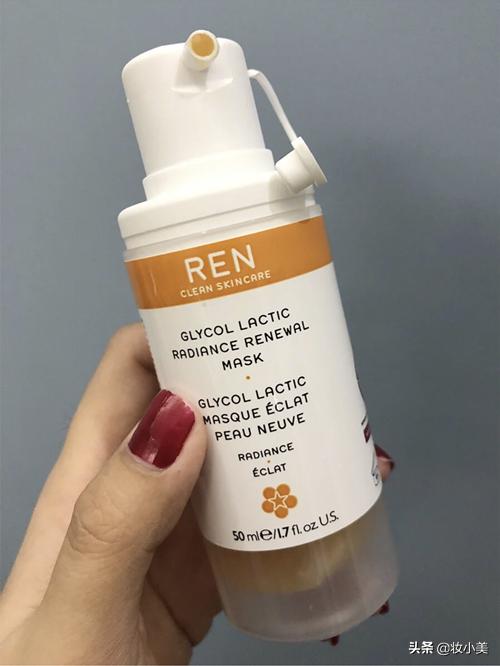 REN
CLEAN SKINCARE
GLYCOL LACTIC
RADIANCE RENEWAL
MASK
GLYCOL LACTIC
MASQUE ÉCLAT
PEAU NEUVE
RADIANCE
ÉCLAT
50 ml℮/1.7 fl. oz U.S.
头条 @妆小美